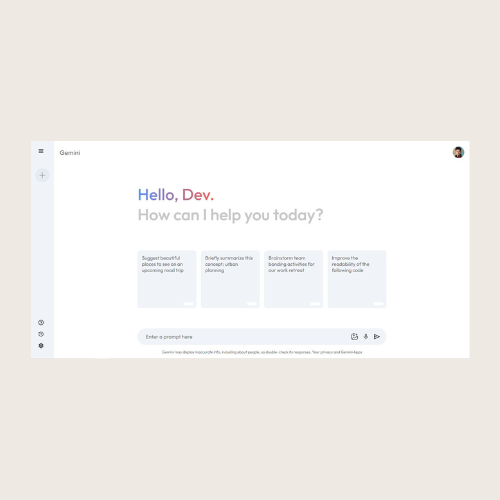 Gemini
Hello, Dev.
How can I help you today?
Suggest beautiful
places to see on an
upcoming road trip
Briefly summarize this
concept: urban
planning
Brainstorm team
bonding activities for
our work retreat
Improve the
readability of the
following code
Enter a prompt here
Gemini may display inaccurate info, including about people, so double-check its responses. Your privacy and Gemini Apps